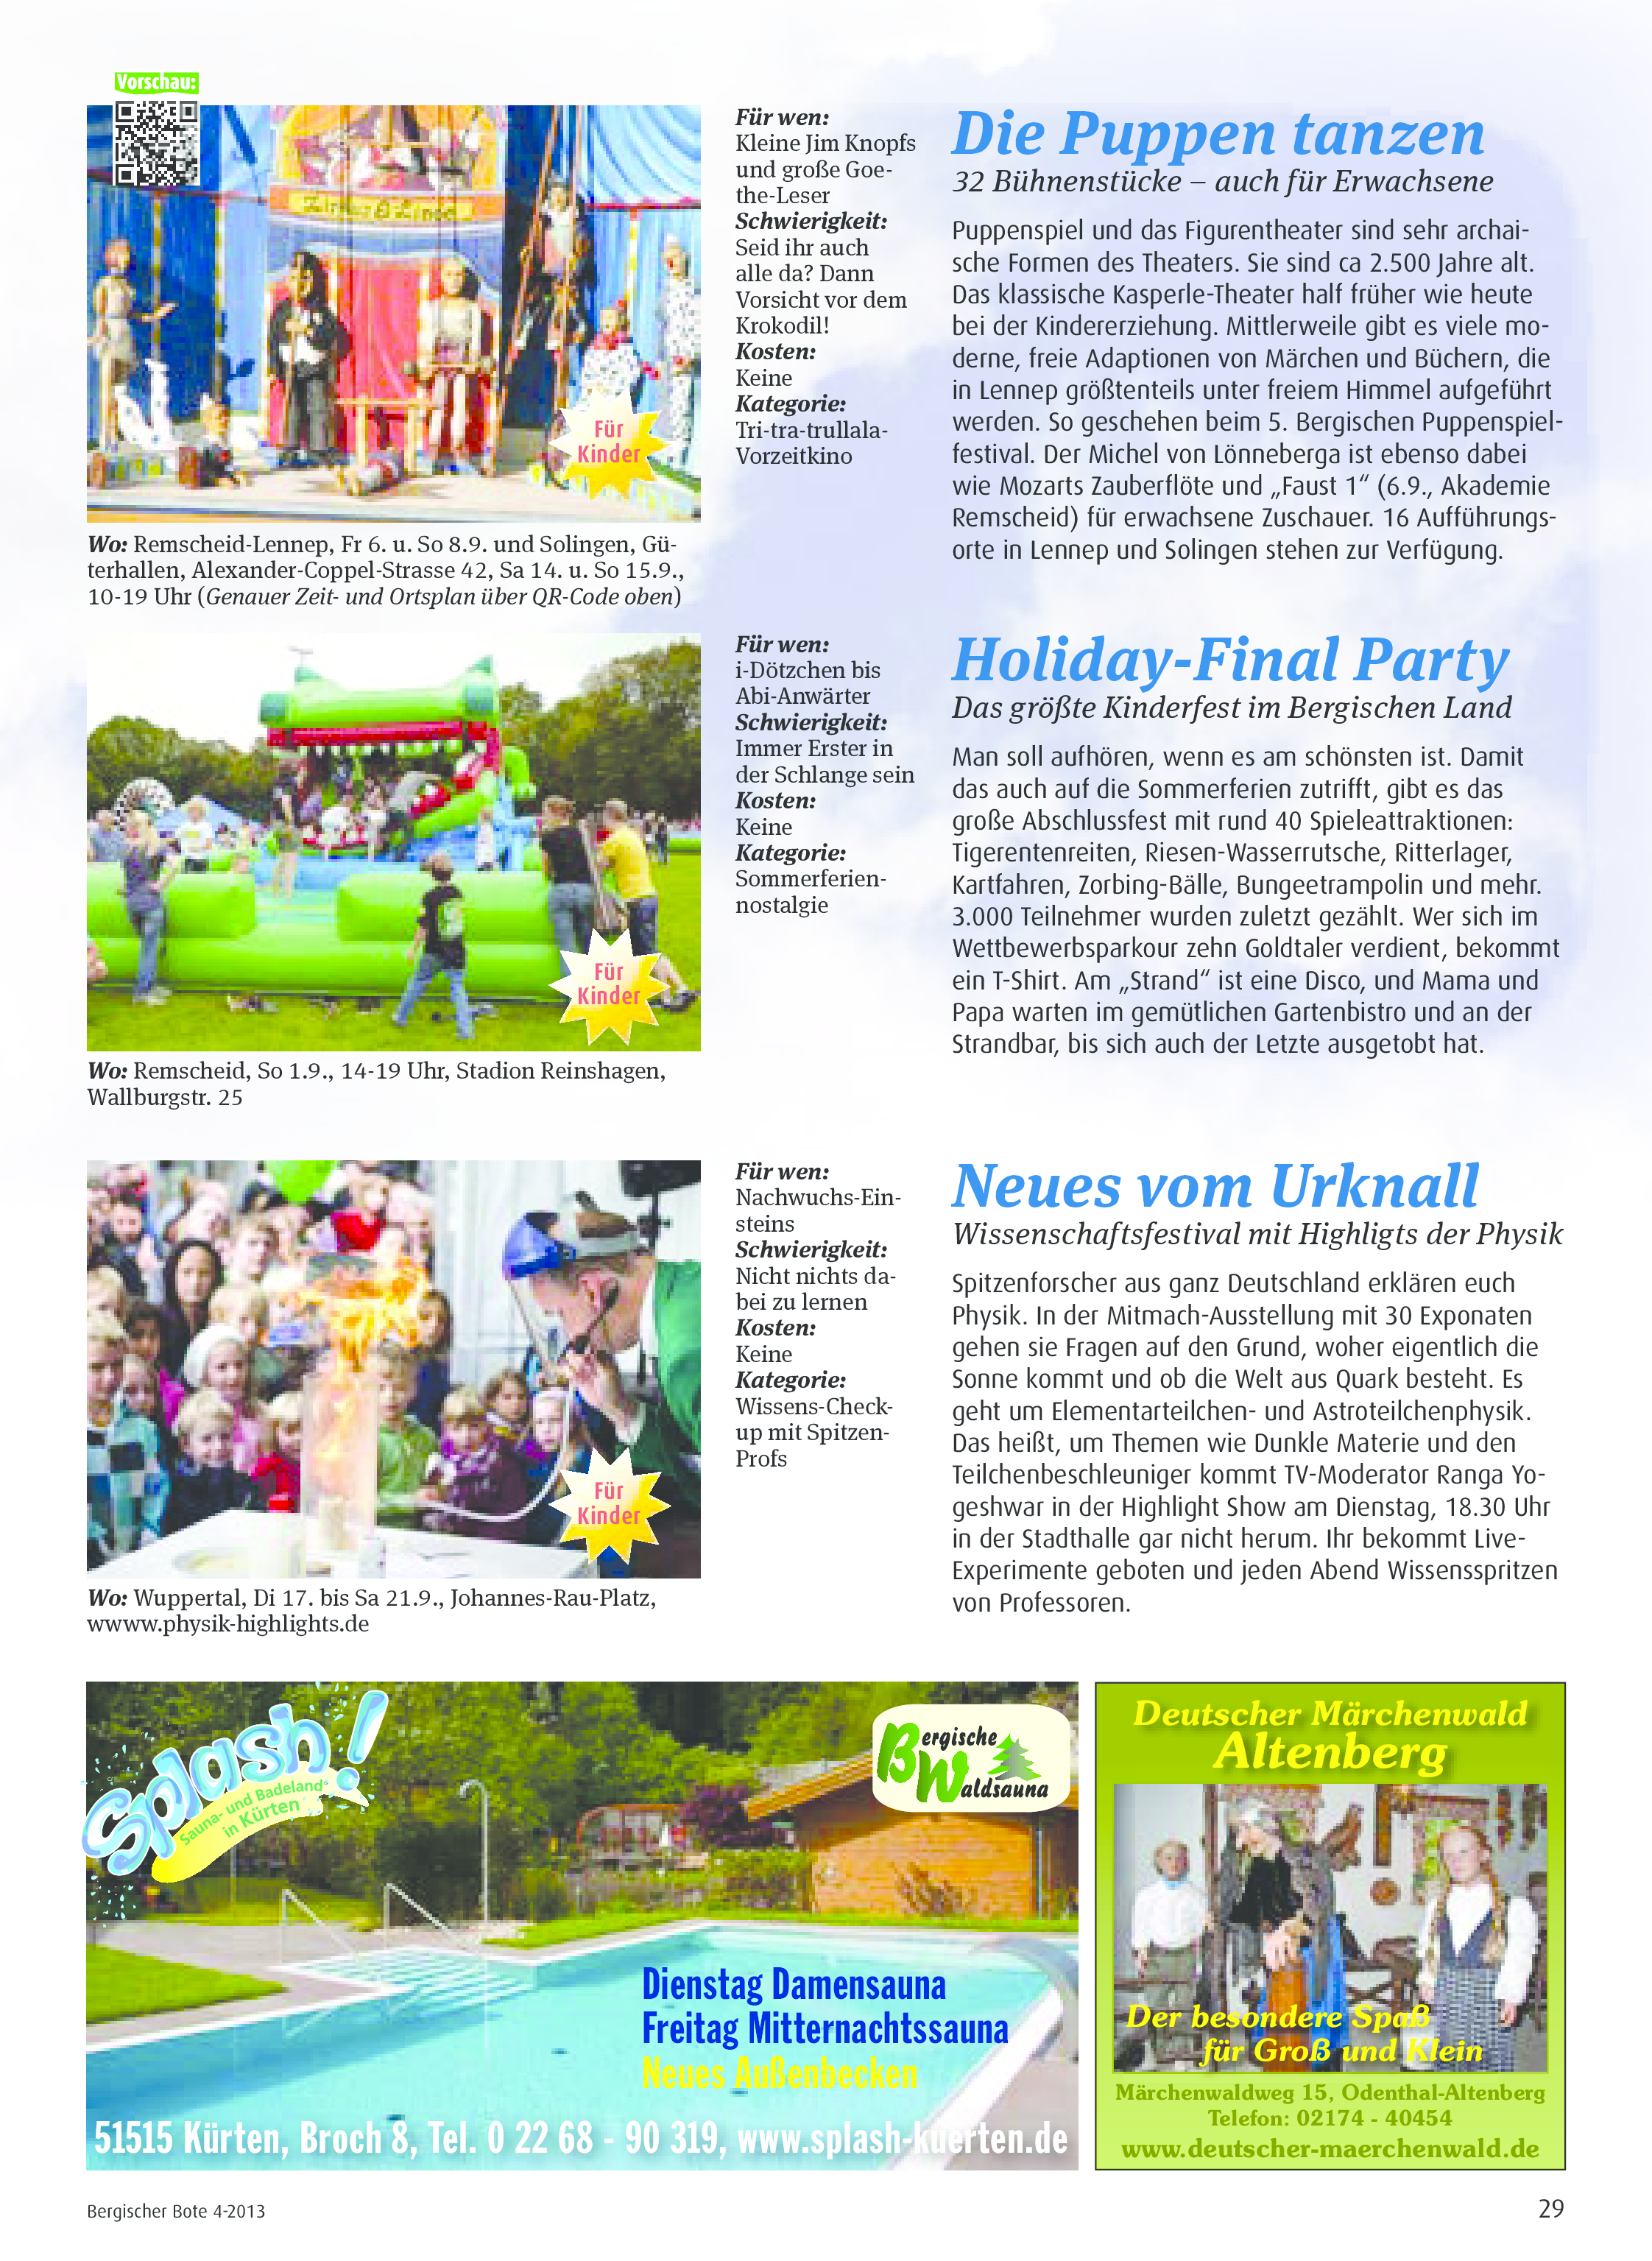 Vorschau:
Zirkus Linde
Für
Kinder
Wo: Remscheid-Lennep, Fr 6. u. So 8.9. und Solingen, Gü-
terhallen, Alexander-Coppel-Strasse 42, Sa 14. u. So 15.9.,
10-19 Uhr (Genauer Zeit- und Ortsplan über QR-Code oben)
Für wen:
Kleine Jim Knopfs
und große Goe-
the-Leser
Schwierigkeit:
Seid ihr auch
alle da? Dann
Vorsicht vor dem
Krokodil!
Kosten:
Keine
Kategorie:
Tri-tra-trullala-
Vorzeitkino
Die Puppen tanzen
32 Bühnenstücke – auch für Erwachsene
Puppenspiel und das Figurentheater sind sehr archai-
sche Formen des Theaters. Sie sind ca 2.500 Jahre alt.
Das klassische Kasperle-Theater half früher wie heute
bei der Kindererziehung. Mittlerweile gibt es viele mo-
derne, freie Adaptionen von Märchen und Büchern, die
in Lennep größtenteils unter freiem Himmel aufgeführt
werden. So geschehen beim 5. Bergischen Puppenspiel-
festival. Der Michel von Lönneberga ist ebenso dabei
wie Mozarts Zauberflöte und „Faust 1“ (6.9., Akademie
Remscheid) für erwachsene Zuschauer. 16 Aufführungs-
orte in Lennep und Solingen stehen zur Verfügung.
Für
Kinder
Wo: Remscheid, So 1.9., 14-19 Uhr, Stadion Reinshagen,
Wallburgstr. 25
Für wen:
i-Dötzchen bis
Abi-Anwärter
Schwierigkeit:
Immer Erster in
der Schlange sein
Kosten:
Keine
Kategorie:
Sommerferien-
nostalgie
Holiday-Final Party
Das größte Kinderfest im Bergischen Land
Man soll aufhören, wenn es am schönsten ist. Damit
das auch auf die Sommerferien zutrifft, gibt es das
große Abschlussfest mit rund 40 Spieleattraktionen:
Tigerentenreiten, Riesen-Wasserrutsche, Ritterlager,
Kartfahren, Zorbing-Bälle, Bungeetrampolin und mehr.
3.000 Teilnehmer wurden zuletzt gezählt. Wer sich im
Wettbewerbsparkour zehn Goldtaler verdient, bekommt
ein T-Shirt. Am „Strand“ ist eine Disco, und Mama und
Papa warten im gemütlichen Gartenbistro und an der
Strandbar, bis sich auch der Letzte ausgetobt hat.
Für
Kinder
Wo: Wuppertal, Di 17. bis Sa 21.9., Johannes-Rau-Platz,
wwww.physik-highlights.de
Für wen:
Nachwuchs-Ein-
steins
Schwierigkeit:
Nicht nichts da-
bei zu lernen
Kosten:
Keine
Kategorie:
Wissens-Check-
up mit Spitzen-
Profs
Neues vom Urknall
Wissenschaftsfestival mit Highligts der Physik
Spitzenforscher aus ganz Deutschland erklären euch
Physik. In der Mitmach-Ausstellung mit 30 Exponaten
gehen sie Fragen auf den Grund, woher eigentlich die
Sonne kommt und ob die Welt aus Quark besteht. Es
geht um Elementarteilchen- und Astroteilchenphysik.
Das heißt, um Themen wie Dunkle Materie und den
Teilchenbeschleuniger kommt TV-Moderator Ranga Yo-
geshwar in der Highlight Show am Dienstag, 18.30 Uhr
in der Stadthalle gar nicht herum. Ihr bekommt Live-
Experimente geboten und jeden Abend Wissensspritzen
von Professoren.
Splash!
Sauna- und Badeland
in Kürten
Bergische
Waldsauna
Dienstag Damensauna
Freitag Mitternachtssauna
Neues Außenbecken
51515 Kürten, Broch 8, Tel. 0 22 68 - 90 319, www.splash-kuerten.de
Deutscher Märchenwald
Altenberg
Der besondere Spaß
für Groß und Klein
Märchenwaldweg 15, Odenthal-Altenberg
Telefon: 02174 - 40454
www.deutscher-maerchenwald.de
Bergischer Bote 4-2013
29